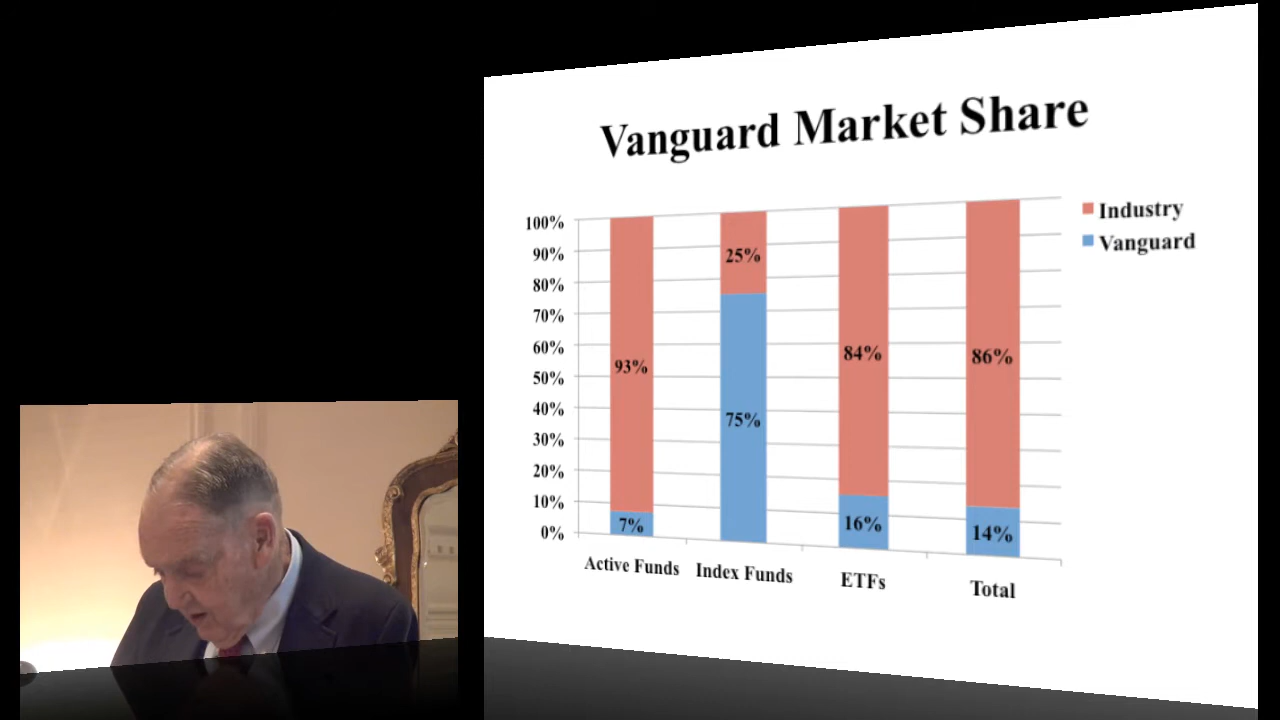 Vanguard Market Share
100%
90%
80%
70%
60%
50%
40%
30%
20%
10%
0%
93%
7%
25%
75%
84%
16%
86%
14%
Active Funds
Index Funds
ETFs
Total
Industry
Vanguard